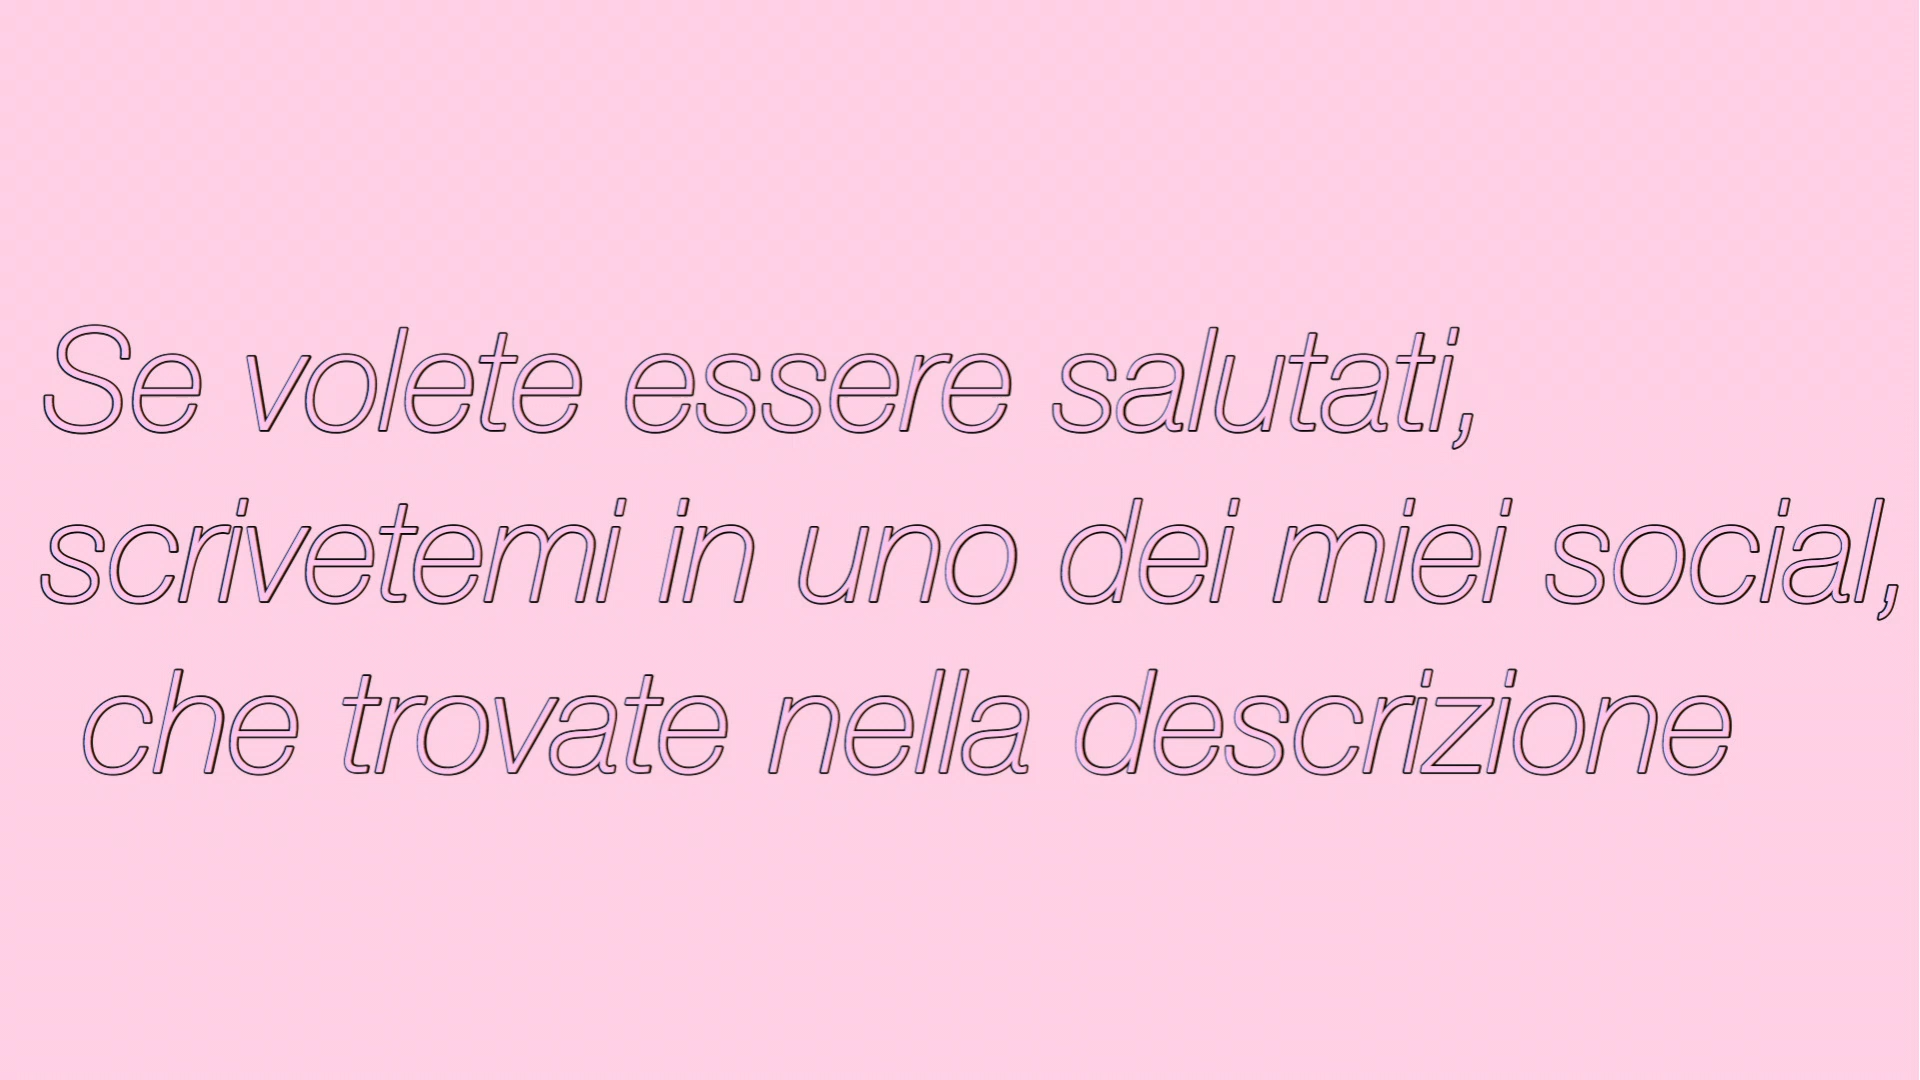 Se volete essere salutati,
scrivetemi in uno dei miei social,
che trovate nella descrizione